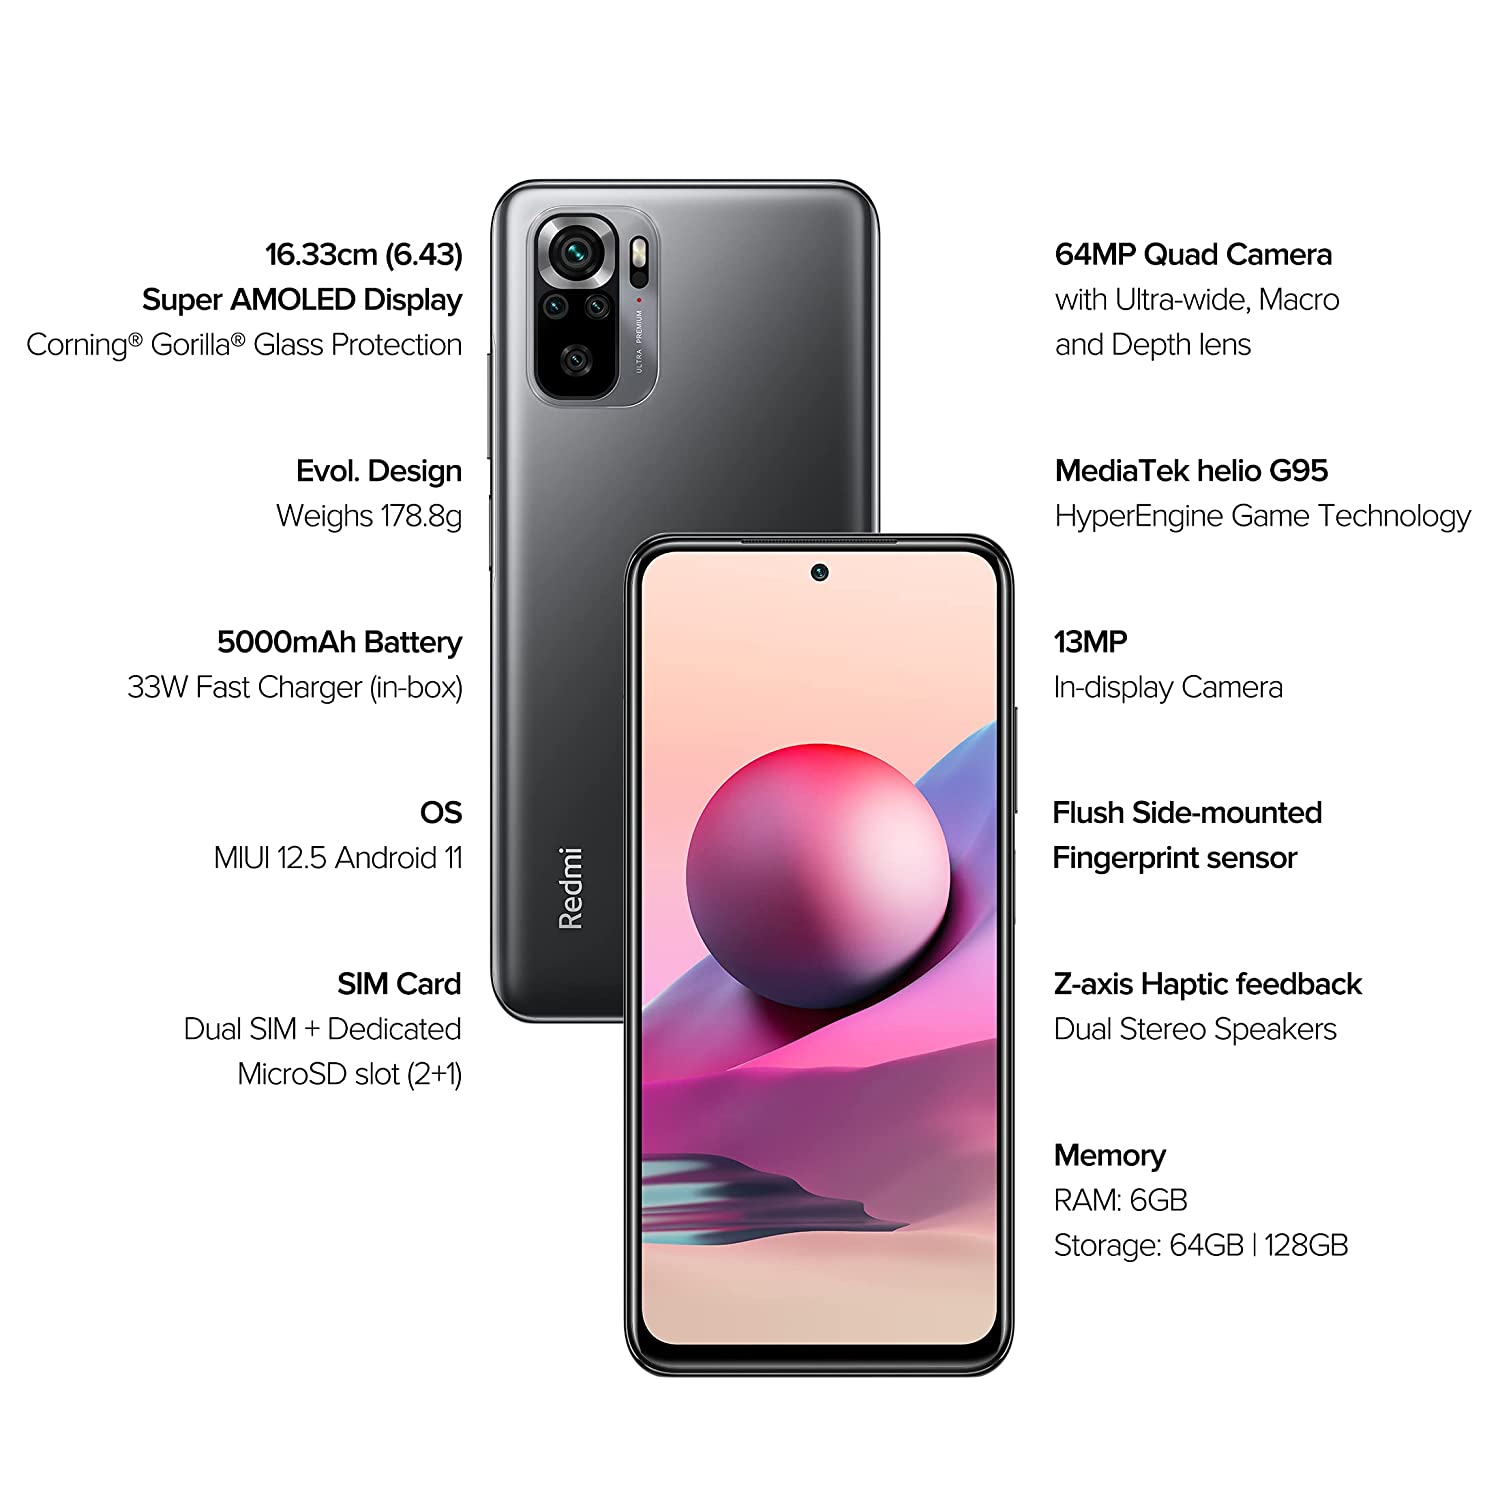 16.33cm (6.43)
Super AMOLED Display
Corning® Gorilla® Glass Protection
Evol. Design
Weighs 178.8g
5000mAh Battery
33W Fast Charger (in-box)
OS
MIUI 12.5 Android 11
SIM Card
Dual SIM + Dedicated
MicroSD slot (2+1)
ULTRA PREMIUM
Redmi
64MP Quad Camera
with Ultra-wide, Macro
and Depth lens
MediaTek helio G95
HyperEngine Game Technology
13MP
In-display Camera
Flush Side-mounted
Fingerprint sensor
Z-axis Haptic feedback
Dual Stereo Speakers
Memory
RAM: 6GB
Storage: 64GB | 128GB